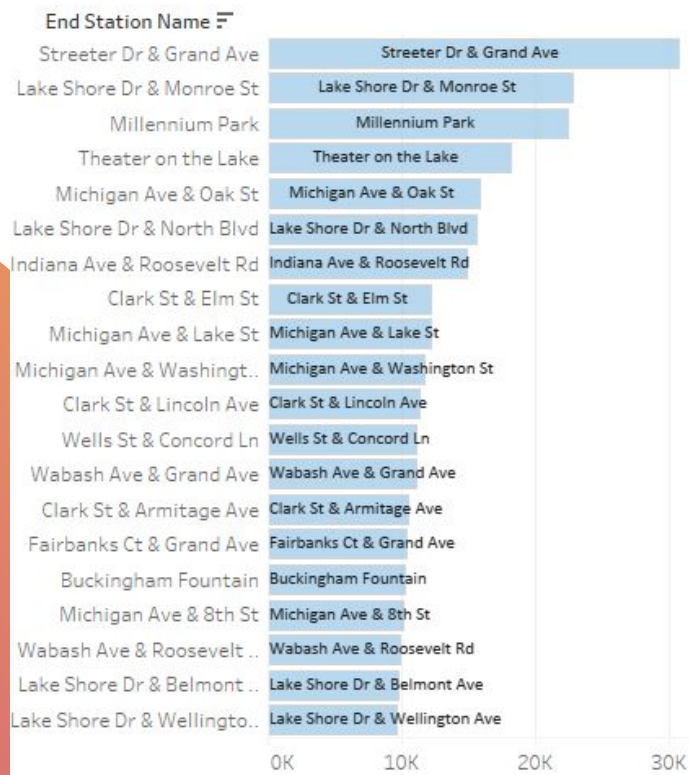 End Station Name
Streeter Dr & Grand Ave Streeter Dr & Grand Ave
Lake Shore Dr & Monroe St Lake Shore Dr & Monroe St
Millennium Park Millennium Park
Theater on the Lake Theater on the Lake
Michigan Ave & Oak St Michigan Ave & Oak St
Lake Shore Dr & North Blvd Lake Shore Dr & North Blvd
Indiana Ave & Roosevelt Rd Indiana Ave & Roosevelt Rd
Clark St & Elm St Clark St & Elm St
Michigan Ave & Lake St Michigan Ave & Lake St
Michigan Ave & Washingt.. Michigan Ave & Washington St
Clark St & Lincoln Ave Clark St & Lincoln Ave
Wells St & Concord Ln Wells St & Concord Ln
Wabash Ave & Grand Ave Wabash Ave & Grand Ave
Clark St & Armitage Ave Clark St & Armitage Ave
Fairbanks Ct & Grand Ave Fairbanks Ct & Grand Ave
Buckingham Fountain Buckingham Fountain
Michigan Ave & 8th St Michigan Ave & 8th St
Wabash Ave & Roosevelt .. Wabash Ave & Roosevelt Rd
Lake Shore Dr & Belmont .. Lake Shore Dr & Belmont Ave
Lake Shore Dr & Wellingto.. Lake Shore Dr & Wellington Ave
0K 10K 20K 30K